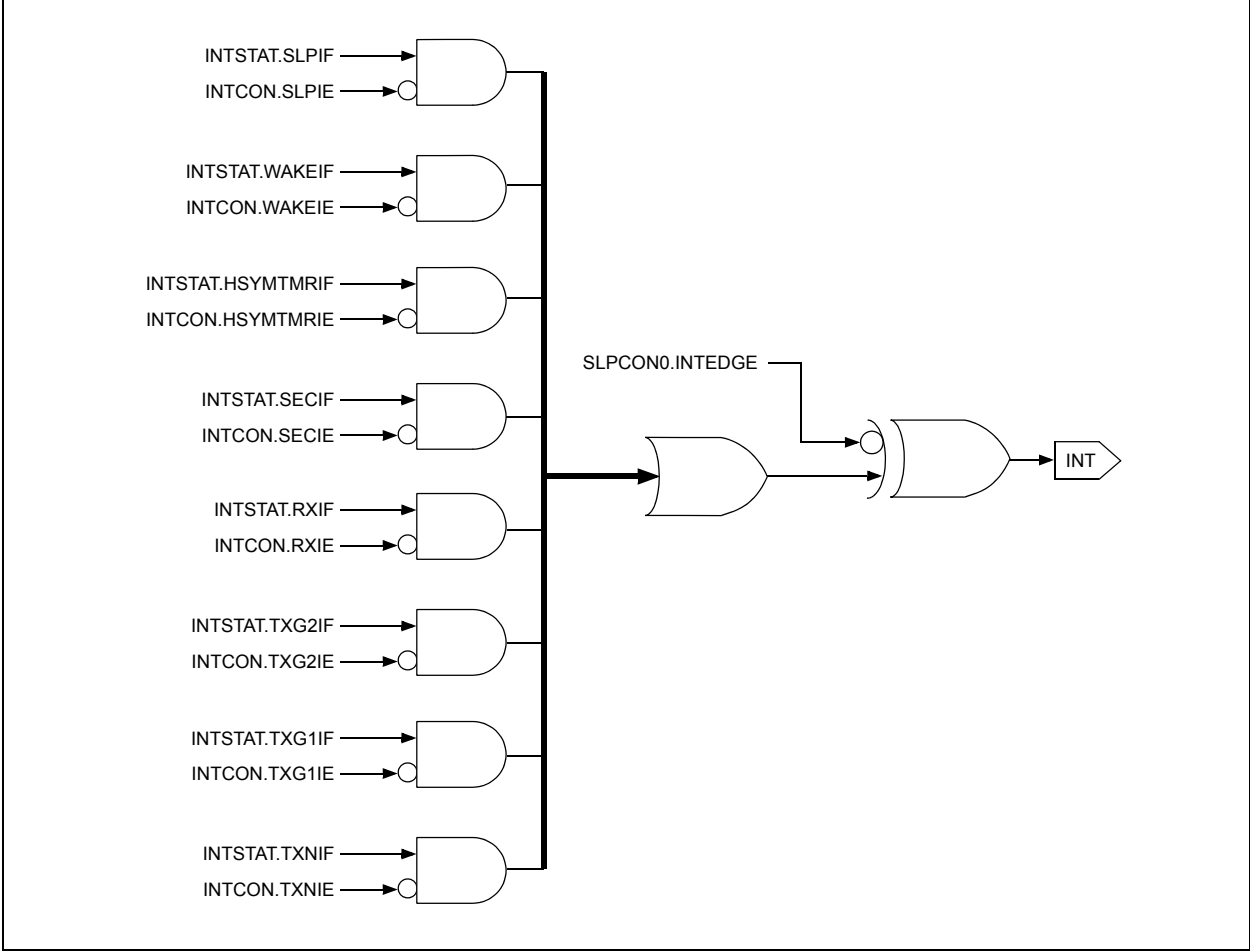 INTSTAT.SLPIF
INTCON.SLPIE
INTSTAT.WAKEIF
INTCON.WAKEIE
INTSTAT.HSYMTMRIF
INTCON.HSYMTMRIE
INTSTAT.SECIF
INTCON.SECIE
INTSTAT.RXIF
INTCON.RXIE
INTSTAT.TXG2IF
INTCON.TXG2IE
INTSTAT.TXG1IF
INTCON.TXG1IE
INTSTAT.TXNIF
INTCON.TXNIE
SLPCON0.INTEDGE
INT